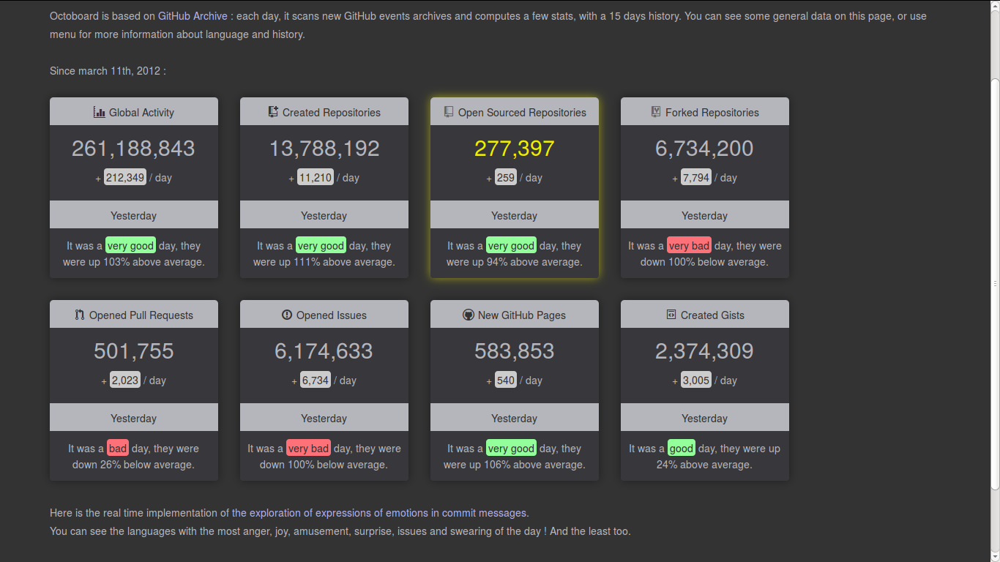 Octoboard is based on GitHub Archive : each day, it scans new GitHub events archives and computes a few stats, with a 15 days history. You can see some general data on this page, or use
menu for more information about language and history.
Since march 11th, 2012 :
Global Activity
261,188,843
+ 212,349 / day
Yesterday
It was a very good day, they
were up 103% above average.
Created Repositories
13,788,192
+ 11,210 / day
Yesterday
It was a very good day, they
were up 111% above average.
Open Sourced Repositories
277,397
+ 259 / day
Yesterday
It was a very good day, they
were up 94% above average.
Forked Repositories
6,734,200
+ 7,794 / day
Yesterday
It was a very bad day, they were
down 100% below average.
Opened Pull Requests
501,755
+ 2,023 / day
Yesterday
It was a bad day, they were
down 26% below average.
Opened Issues
6,174,633
+ 6,734 / day
Yesterday
It was a very bad day, they were
down 100% below average.
New GitHub Pages
583,853
+ 540 / day
Yesterday
It was a very good day, they
were up 106% above average.
Created Gists
2,374,309
+ 3,005 / day
Yesterday
It was a good day, they were up
24% above average.
Here is the real time implementation of the exploration of expressions of emotions in commit messages.
You can see the languages with the most anger, joy, amusement, surprise, issues and swearing of the day ! And the least too.